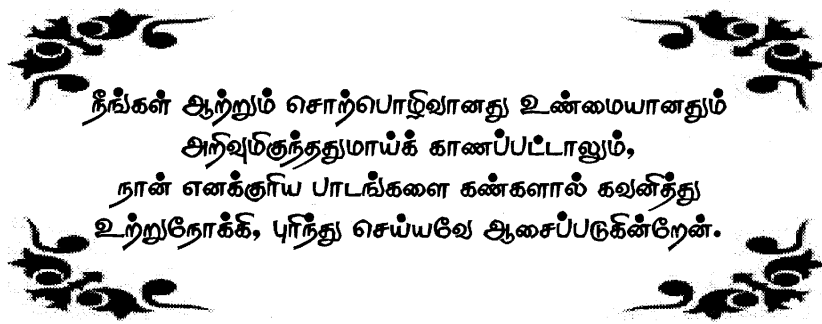 நீங்கள் ஆற்றும் சொற்பொழிவானது உண்மையானதும்
அறிவுமிகுந்ததுமாய்க் காணப்பட்டாலும்,
நான் எனக்குரிய பாடங்களை கண்களால் கவனித்து
உற்றுநோக்கி, புரிந்து செய்யவே ஆசைப்படுகின்றேன்.